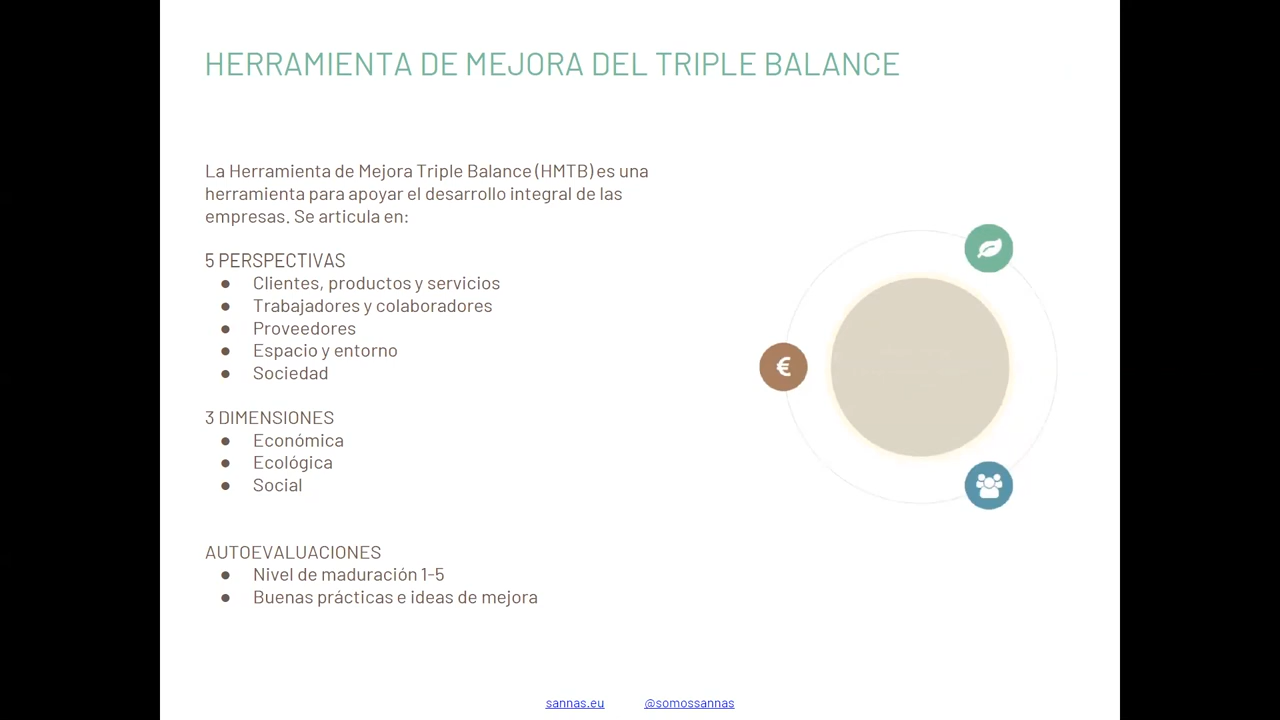 HERRAMIENTA DE MEJORA DEL TRIPLE BALANCE
La Herramienta de Mejora Triple Balance (HMTB) es una
herramienta para apoyar el desarrollo integral de las
empresas. Se articula en:
5 PERSPECTIVAS
● Clientes, productos y servicios
● Trabajadores y colaboradores
● Proveedores
● Espacio y entorno
● Sociedad
3 DIMENSIONES
● Económica
● Ecológica
● Social
AUTOEVALUACIONES
● Nivel de maduración 1-5
● Buenas prácticas e ideas de mejora
€
sannas.eu @somossannas